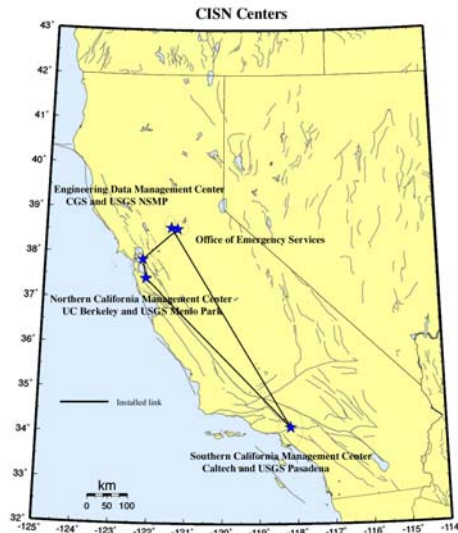 CISN Centers
43˚
42˚
41˚
40˚
39˚
38˚
37˚
36˚
35˚
34˚
33˚
32˚
Engineering Data Management Center
CGS and USGS NSMP
Office of Emergency Services
Northern California Management Center
UC Berkeley and USGS Menlo Park
Installed link
Southern California Management Center
Caltech and USGS Pasadena
km
0 50 100
-125˚ -124˚ -123˚ -122˚ -121˚ -120˚ -119˚ -118˚ -117˚ -116˚ -115˚ -114˚